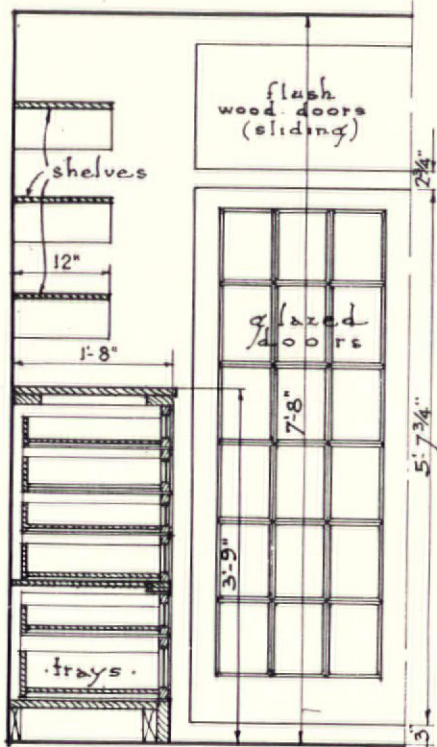 flush
wood doors
(sliding)
shelves
2¾"
12"
glazed
doors
1'-8"
7'-8"
5'-7¾"
3'-9"
·trays·
3"